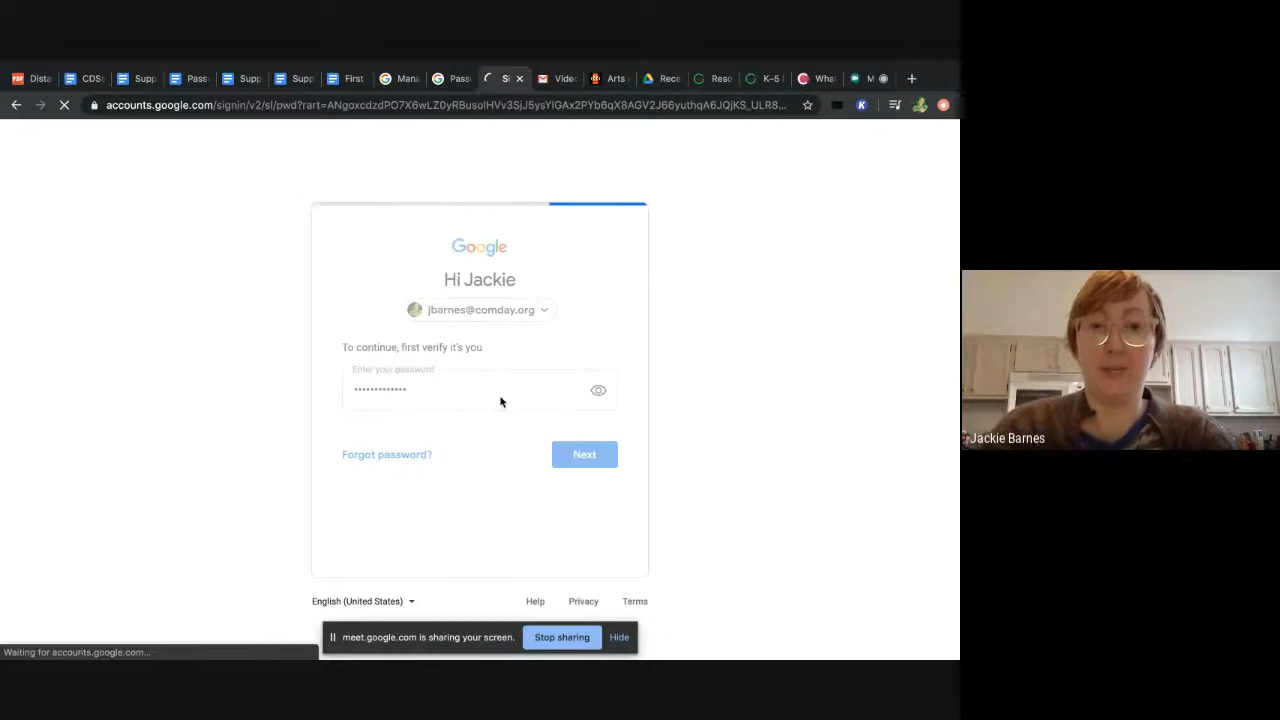 Dista CDS Supp Pass Supp Supp First Mana Pass Si Vide Arts Rece Reso K-5 Wha M
accounts.google.com/signin/v2/sl/pwd?rart=
Google
Hi Jackie
jbarnes@comday.org
To continue, first verify it's you
Enter your password
•••••••••••••
Forgot password?
Next
English (United States)
Help Privacy Terms
meet.google.com is sharing your screen. Stop sharing Hide
Waiting for accounts.google.com...
Jackie Barnes